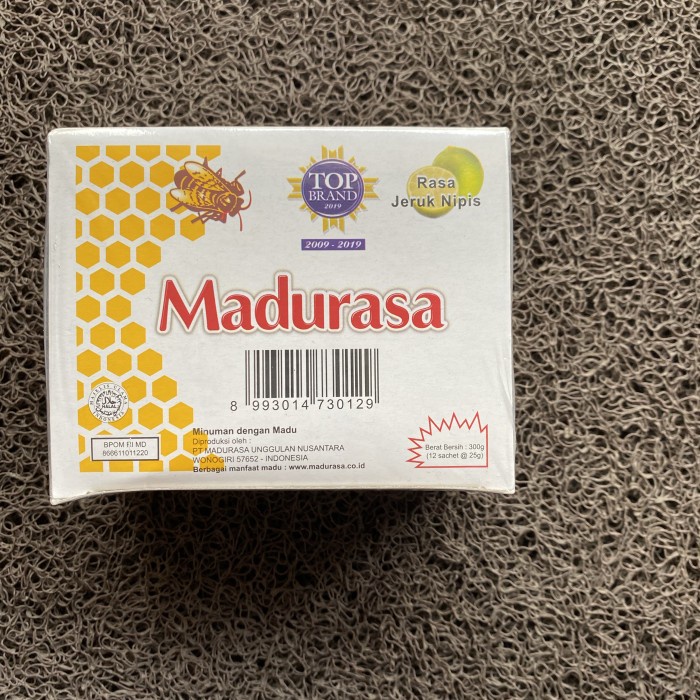 TOP
BRAND
2019
2009 - 2019
Rasa
Jeruk Nipis
Madurasa
8 993014 730129
HALAL
BPOM RI MD
866611011220
Minuman dengan Madu
Diproduksi oleh :
PT MADURASA UNGGULAN NUSANTARA
WONOGIRI 57652 - INDONESIA
Berbagai manfaat madu : www.madurasa.co.id
Berat Bersih : 300g
(12 sachet @ 25g)